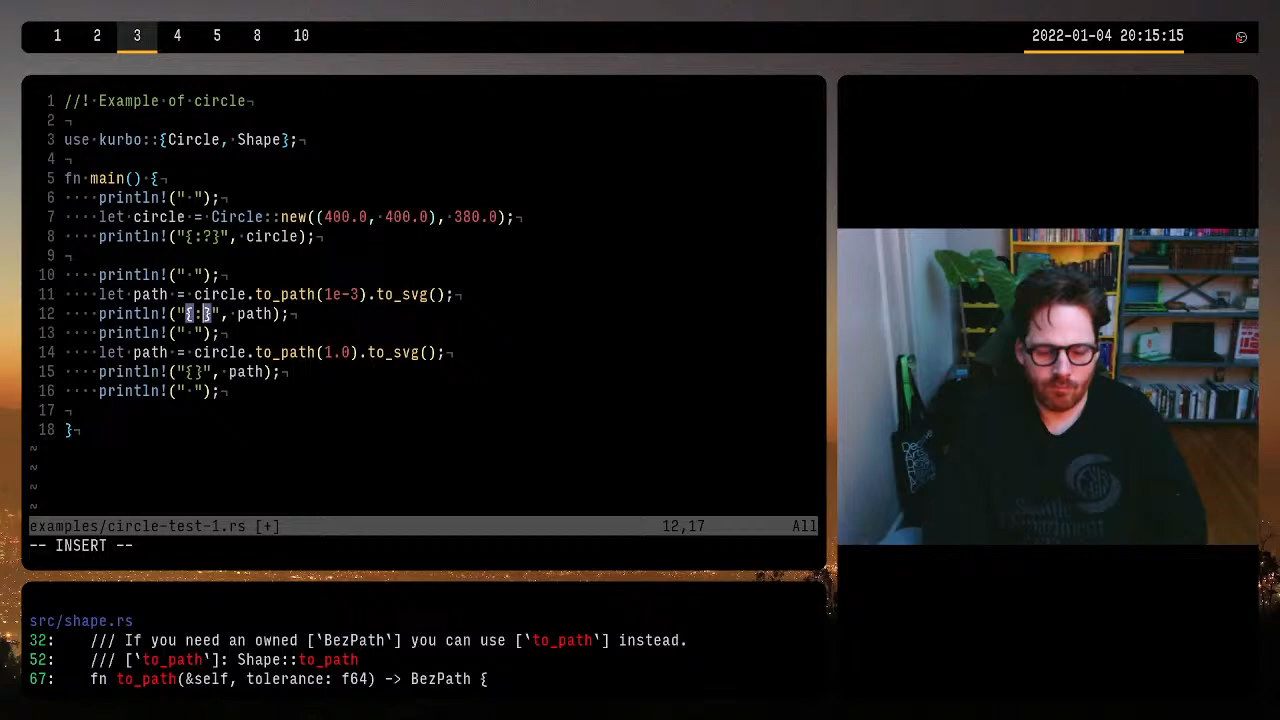 1 2 3 4 5 8 10
2022-01-04 20:15:15
1 //!·Example·of·circle¬
2 ¬
3 use·kurbo::{Circle,·Shape};¬
4 ¬
5 fn·main()·{¬
6 ····println!("·");¬
7 ····let·circle·=·Circle::new((400.0,·400.0),·380.0);¬
8 ····println!("{:?}",·circle);¬
9 ¬
10 ····println!("·");¬
11 ····let·path·=·circle.to_path(1e-3).to_svg();¬
12 ····println!("{:}",·path);¬
13 ····println!("·");¬
14 ····let·path·=·circle.to_path(1.0).to_svg();¬
15 ····println!("{}",·path);¬
16 ····println!("·");¬
17 ¬
18 }¬
~
~
~
~
examples/circle-test-1.rs [+] 12,17 All
-- INSERT --
src/shape.rs
32: /// If you need an owned [`BezPath`] you can use [`to_path`] instead.
52: /// [`to_path`]: Shape::to_path
67: fn to_path(&self, tolerance: f64) -> BezPath {